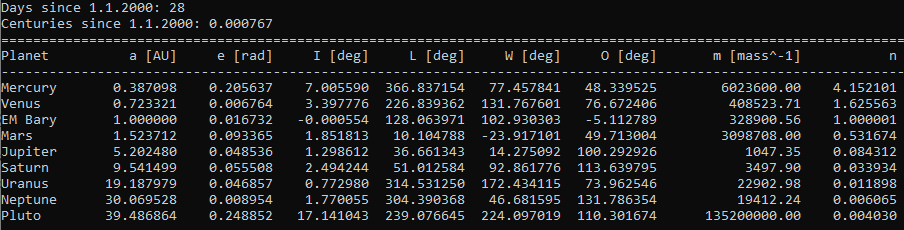 Days since 1.1.2000: 28
Centuries since 1.1.2000: 0.000767
=================================================================================================================
Planet          a [AU]     e [rad]     I [deg]     L [deg]     W [deg]     O [deg]       m [mass^-1]           n
-----------------------------------------------------------------------------------------------------------------
Mercury       0.387098    0.205637    7.005590  366.837154   77.457841   48.339525        6023600.00    4.152101
Venus         0.723321    0.006764    3.397776  226.839362  131.767601   76.672406         408523.71    1.625563
EM Bary       1.000000    0.016732   -0.000554  128.063971  102.930303   -5.112789         328900.56    1.000001
Mars          1.523712    0.093365    1.851813   10.104788  -23.917101   49.713004        3098708.00    0.531674
Jupiter       5.202480    0.048536    1.298612   36.661343   14.275092  100.292926           1047.35    0.084312
Saturn        9.541499    0.055508    2.494244   51.012584   92.861776  113.639795           3497.90    0.033934
Uranus       19.187979    0.046857    0.772980  314.531250  172.434115   73.962546          22902.98    0.011898
Neptune      30.069528    0.008954    1.770055  304.390368   46.681595  131.786354          19412.24    0.006065
Pluto        39.486864    0.248852   17.141043  239.076645  224.097019  110.301674      135200000.00    0.004030